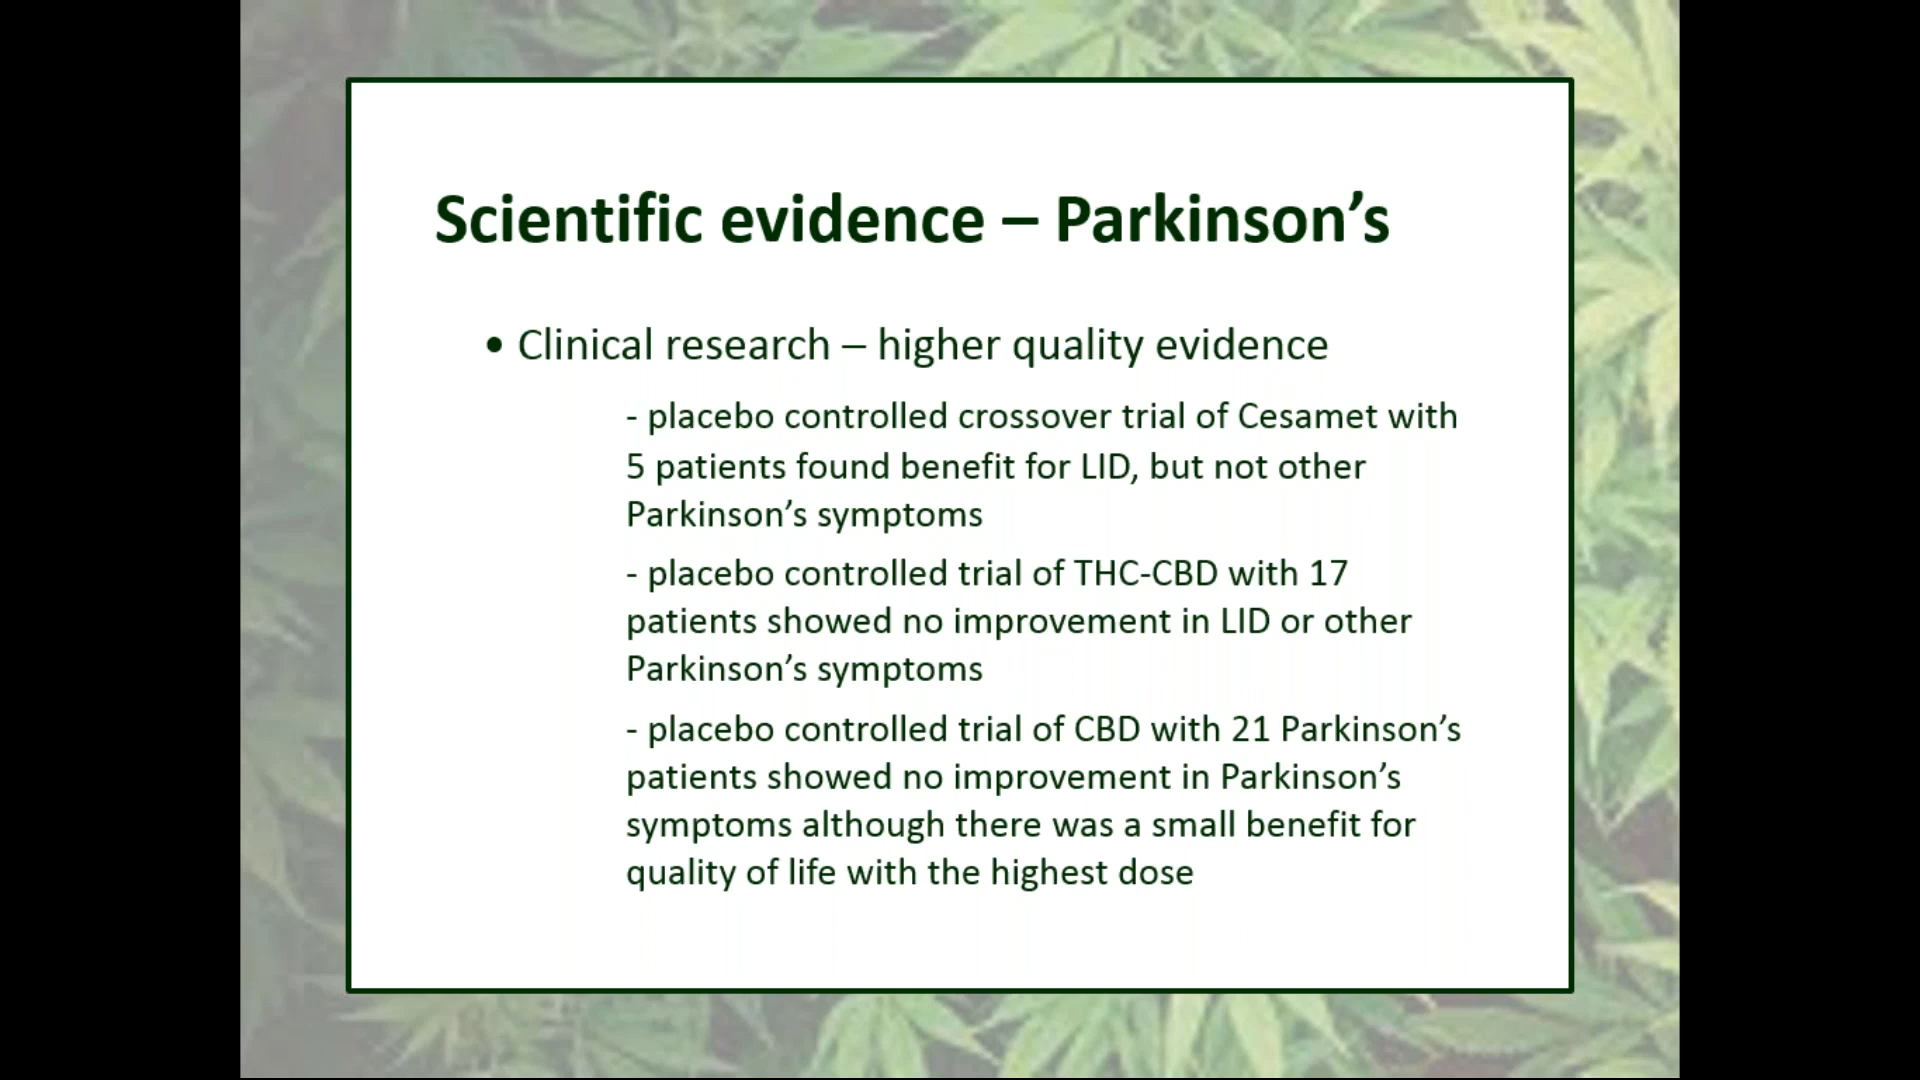 Scientific evidence – Parkinson’s
• Clinical research – higher quality evidence
- placebo controlled crossover trial of Cesamet with
5 patients found benefit for LID, but not other
Parkinson’s symptoms
- placebo controlled trial of THC-CBD with 17
patients showed no improvement in LID or other
Parkinson’s symptoms
- placebo controlled trial of CBD with 21 Parkinson’s
patients showed no improvement in Parkinson’s
symptoms although there was a small benefit for
quality of life with the highest dose